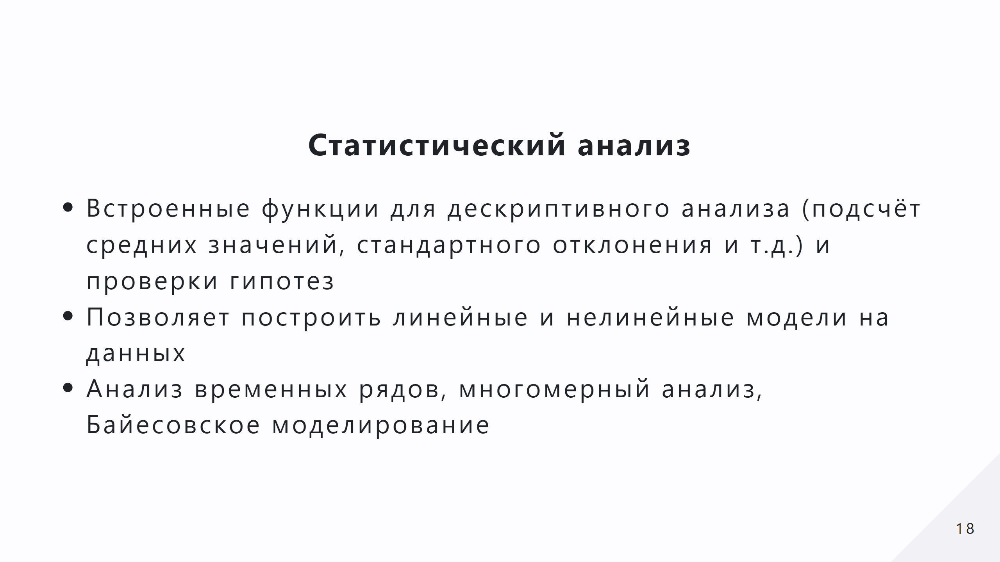 Статистический анализ
• Встроенные функции для дескриптивного анализа (подсчёт
средних значений, стандартного отклонения и т.д.) и
проверки гипотез
• Позволяет построить линейные и нелинейные модели на
данных
• Анализ временных рядов, многомерный анализ,
Байесовское моделирование
18